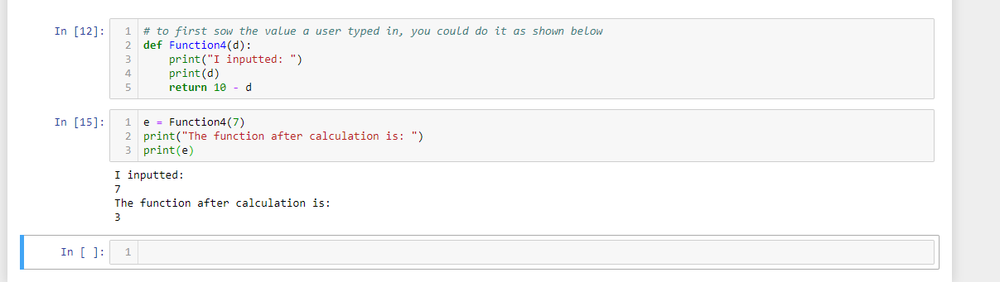 In [12]:
1 # to first sow the value a user typed in, you could do it as shown below
2 def Function4(d):
3     print("I inputted: ")
4     print(d)
5     return 10 - d
In [15]:
1 e = Function4(7)
2 print("The function after calculation is: ")
3 print(e)
I inputted:
7
The function after calculation is:
3
In [ ]:
1